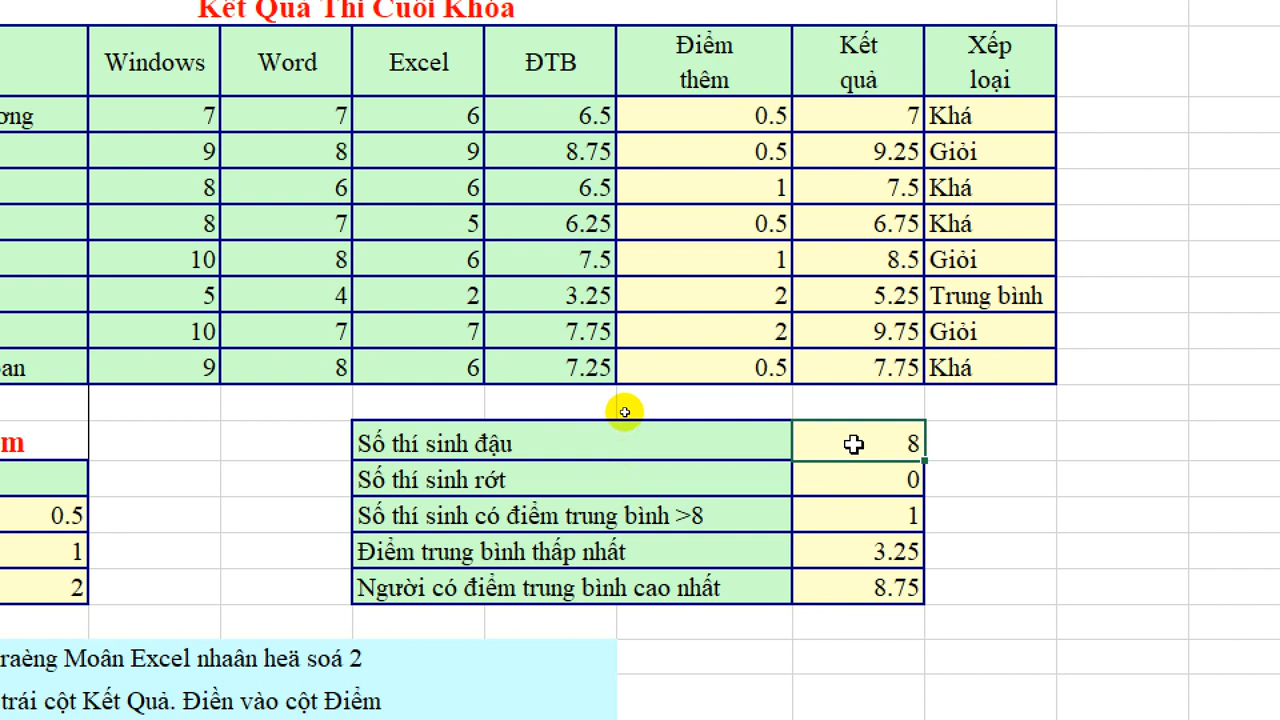 Kết Quả Thi Cuối Khóa
Windows Word Excel ĐTB Điểm thêm Kết quả Xếp loại
ơng 7 7 6 6.5 0.5 7 Khá
9 8 9 8.75 0.5 9.25 Giỏi
8 6 6 6.5 1 7.5 Khá
8 7 5 6.25 0.5 6.75 Khá
10 8 6 7.5 1 8.5 Giỏi
5 4 2 3.25 2 5.25 Trung bình
10 7 7 7.75 2 9.75 Giỏi
oan 9 8 6 7.25 0.5 7.75 Khá
m Số thí sinh đậu 8
Số thí sinh rớt 0
0.5 Số thí sinh có điểm trung bình >8 1
1 Điểm trung bình thấp nhất 3.25
2 Người có điểm trung bình cao nhất 8.75
raèng Moân Excel nhaân heä soá 2
trái cột Kết Quả. Điền vào cột Điểm